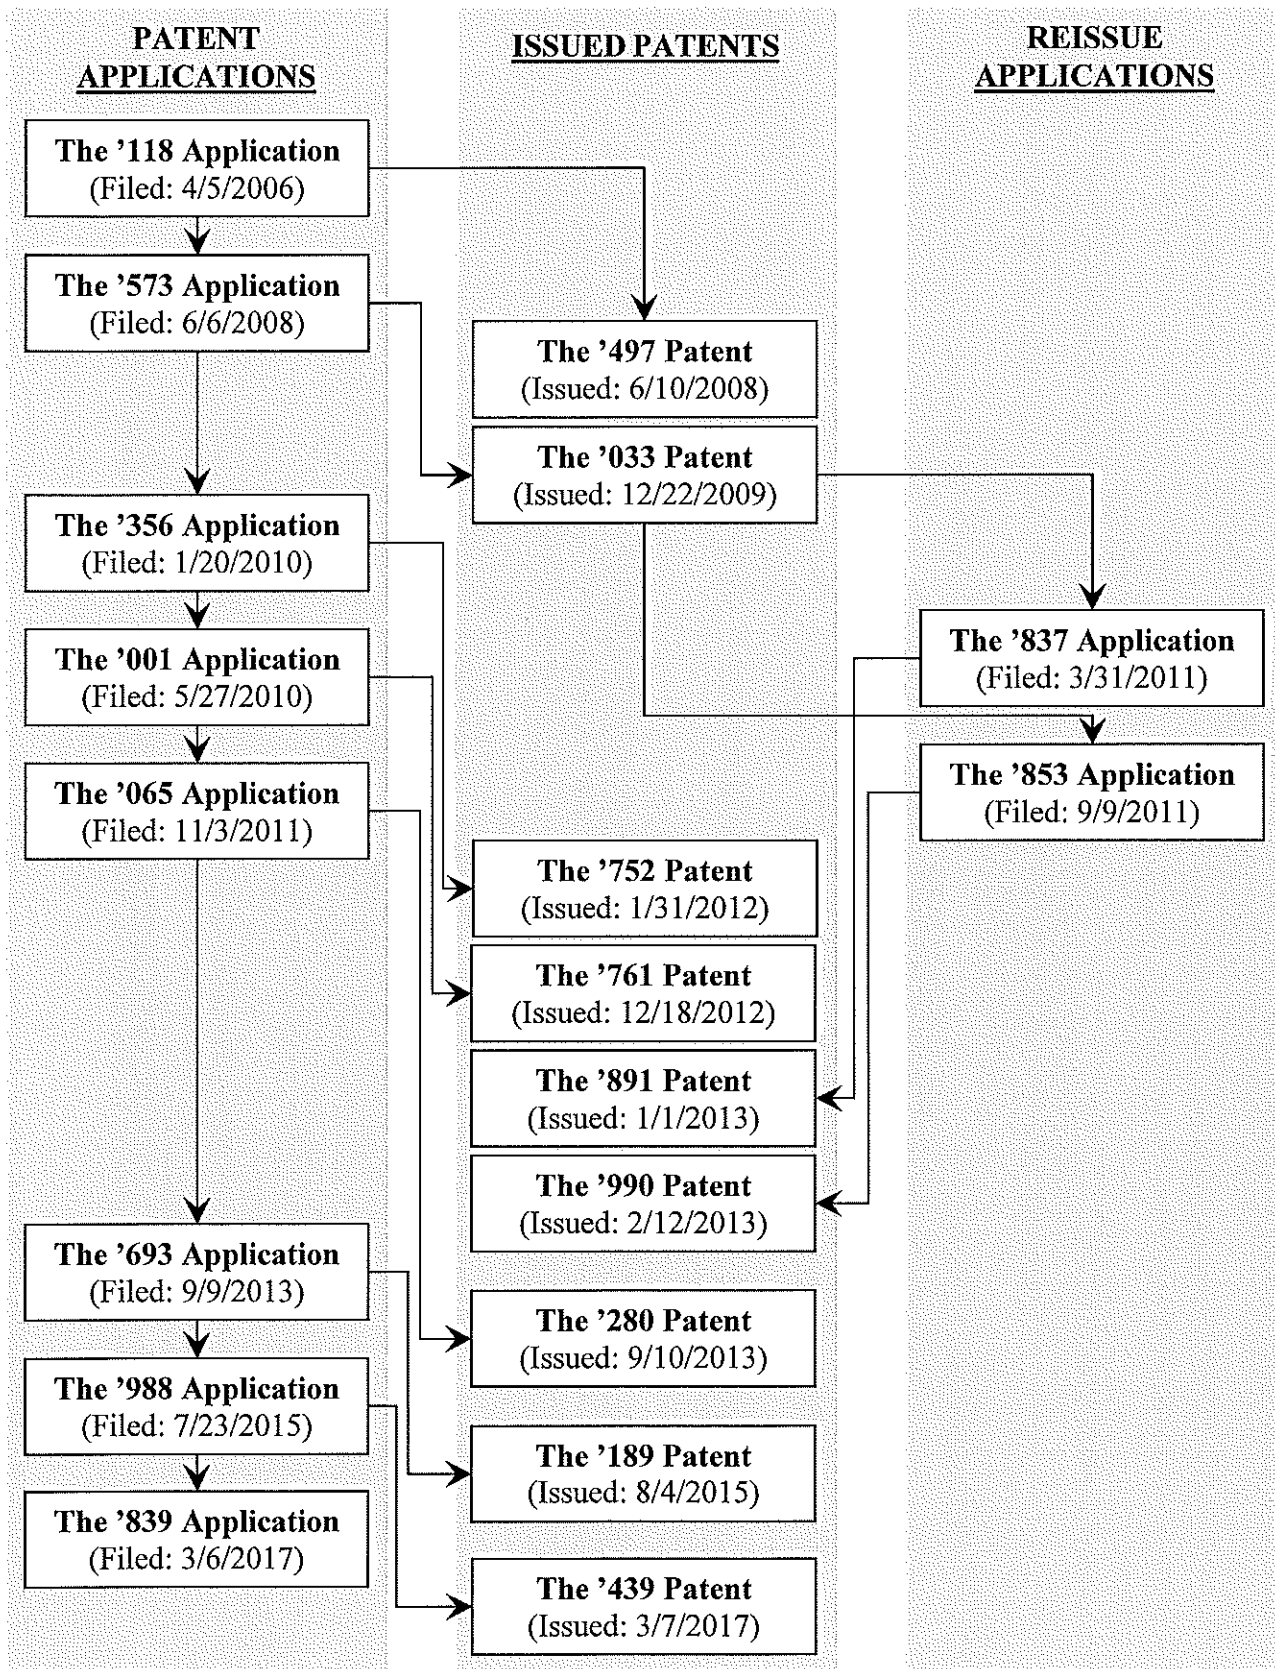 PATENT
APPLICATIONS
ISSUED PATENTS
REISSUE
APPLICATIONS
The ’118 Application
(Filed: 4/5/2006)
The ’573 Application
(Filed: 6/6/2008)
The ’497 Patent
(Issued: 6/10/2008)
The ’033 Patent
(Issued: 12/22/2009)
The ’356 Application
(Filed: 1/20/2010)
The ’001 Application
(Filed: 5/27/2010)
The ’837 Application
(Filed: 3/31/2011)
The ’065 Application
(Filed: 11/3/2011)
The ’853 Application
(Filed: 9/9/2011)
The ’752 Patent
(Issued: 1/31/2012)
The ’761 Patent
(Issued: 12/18/2012)
The ’891 Patent
(Issued: 1/1/2013)
The ’990 Patent
(Issued: 2/12/2013)
The ’693 Application
(Filed: 9/9/2013)
The ’280 Patent
(Issued: 9/10/2013)
The ’988 Application
(Filed: 7/23/2015)
The ’189 Patent
(Issued: 8/4/2015)
The ’839 Application
(Filed: 3/6/2017)
The ’439 Patent
(Issued: 3/7/2017)